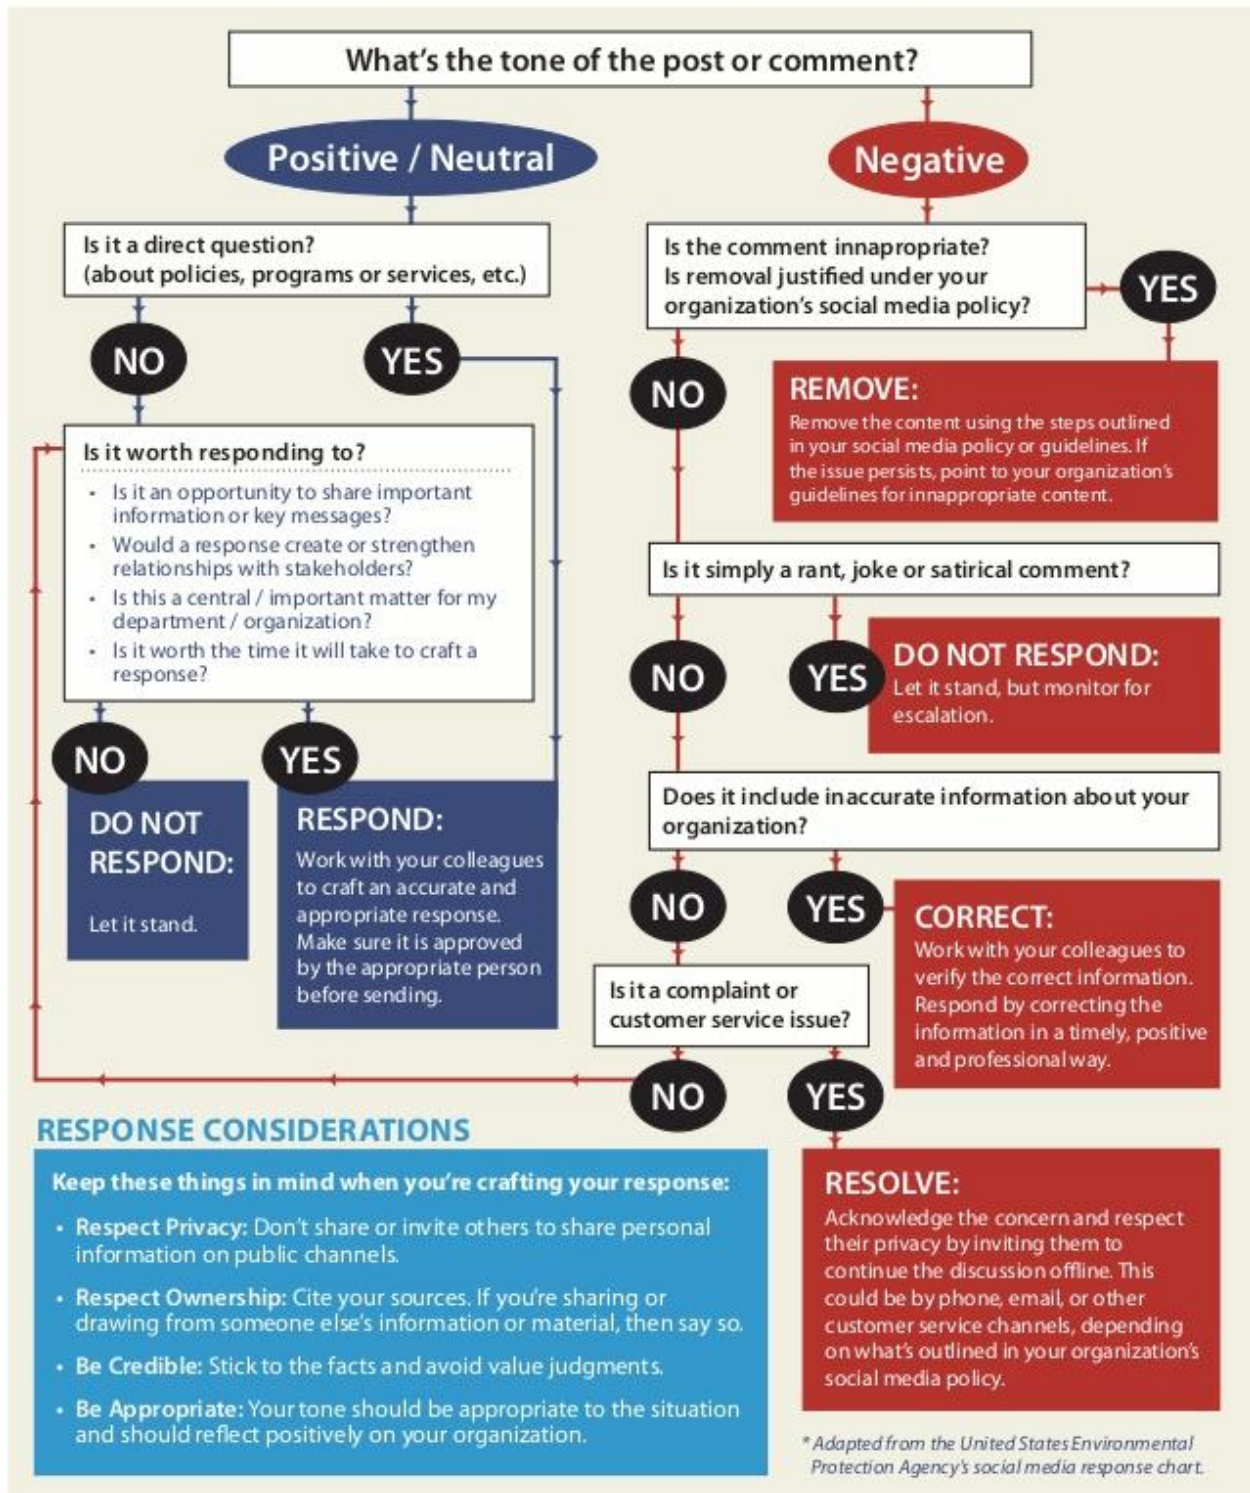 What's the tone of the post or comment?
Positive / Neutral
Negative
Is it a direct question?
(about policies, programs or services, etc.)
NO
YES
Is it worth responding to?
• Is it an opportunity to share important
information or key messages?
• Would a response create or strengthen
relationships with stakeholders?
• Is this a central / important matter for my
department / organization?
• Is it worth the time it will take to craft a
response?
NO
YES
DO NOT
RESPOND:
Let it stand.
RESPOND:
Work with your colleagues
to craft an accurate and
appropriate response.
Make sure it is approved
by the appropriate person
before sending.
Is the comment innapropriate?
Is removal justified under your
organization's social media policy?
YES
NO
REMOVE:
Remove the content using the steps outlined
in your social media policy or guidelines. If
the issue persists, point to your organization's
guidelines for innappropriate content.
Is it simply a rant, joke or satirical comment?
NO
YES
DO NOT RESPOND:
Let it stand, but monitor for
escalation.
Does it include inaccurate information about your
organization?
NO
YES
CORRECT:
Work with your colleagues to
verify the correct information.
Respond by correcting the
information in a timely, positive
and professional way.
Is it a complaint or
customer service issue?
NO
YES
RESOLVE:
Acknowledge the concern and respect
their privacy by inviting them to
continue the discussion offline. This
could be by phone, email, or other
customer service channels, depending
on what's outlined in your organization's
social media policy.
RESPONSE CONSIDERATIONS
Keep these things in mind when you're crafting your response:
• Respect Privacy: Don't share or invite others to share personal
information on public channels.
• Respect Ownership: Cite your sources. If you're sharing or
drawing from someone else's information or material, then say so.
• Be Credible: Stick to the facts and avoid value judgments.
• Be Appropriate: Your tone should be appropriate to the situation
and should reflect positively on your organization.
* Adapted from the United States Environmental
Protection Agency's social media response chart.